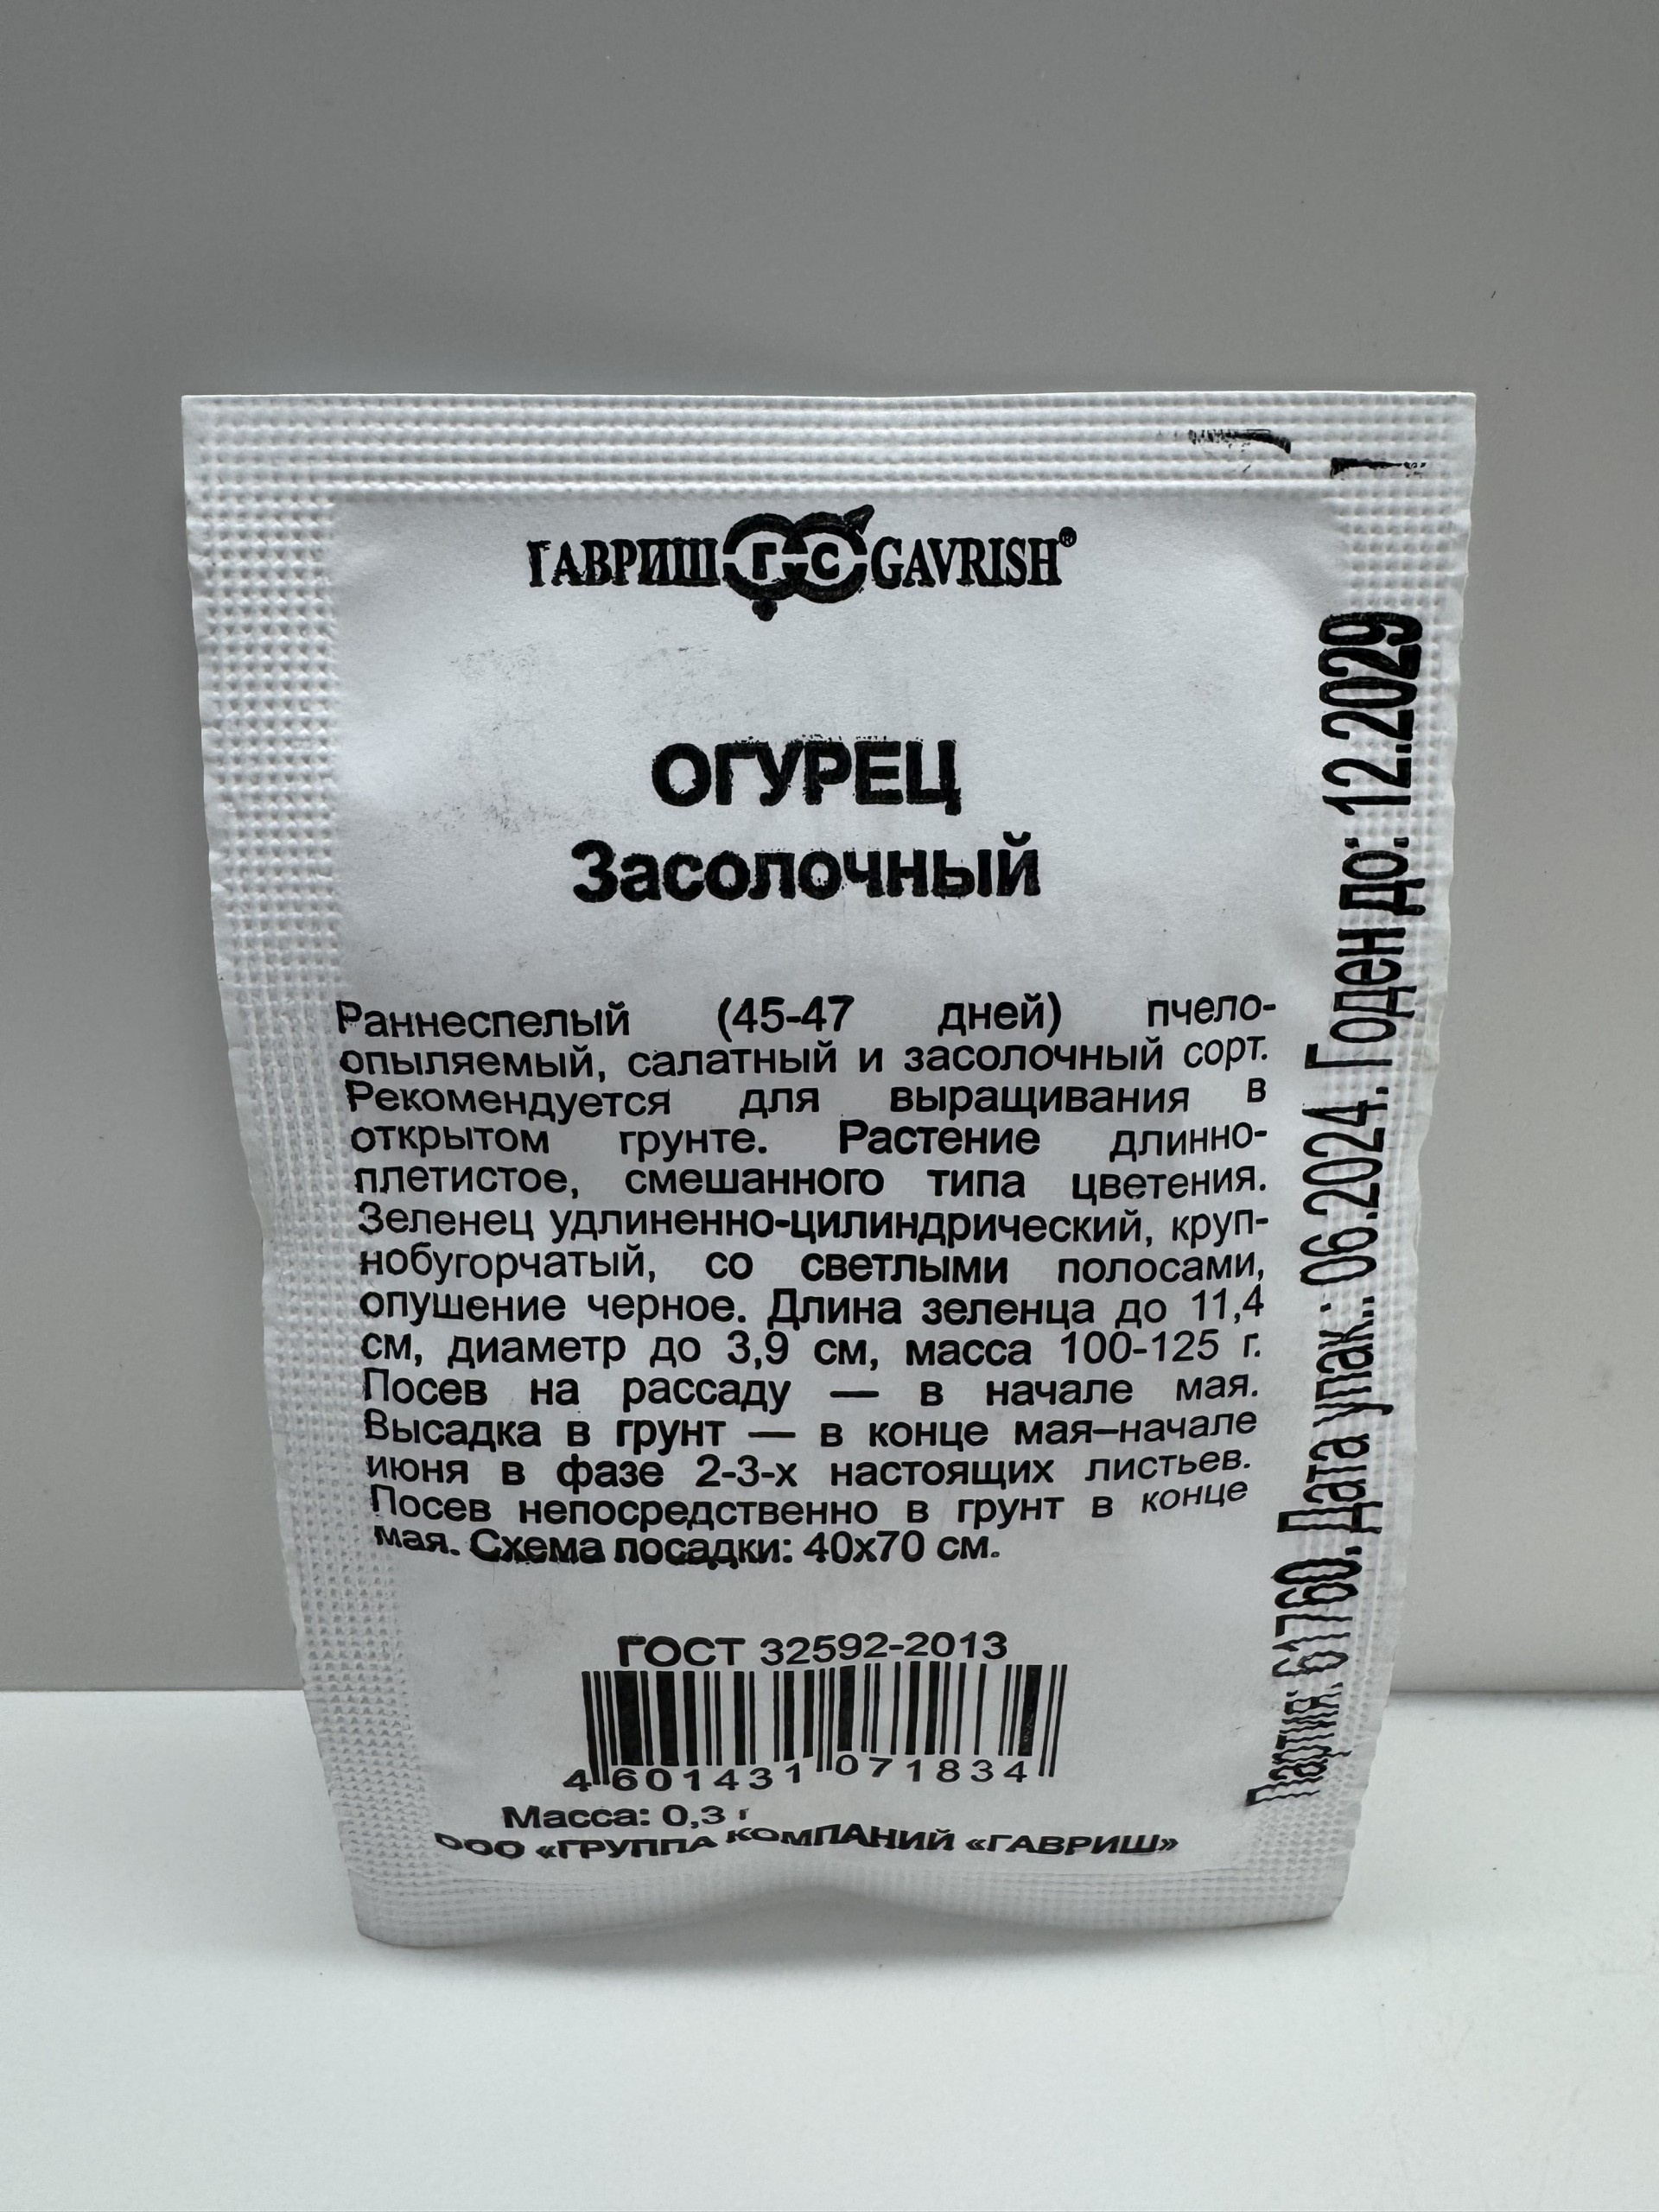 ГАВРИШ ГС GAVRISH®
ОГУРЕЦ
Засолочный
Раннеспелый (45-47 дней) пчело-
опыляемый, салатный и засолочный сорт.
Рекомендуется для выращивания в
открытом грунте. Растение длинно-
плетистое, смешанного типа цветения.
Зеленец удлиненно-цилиндрический, круп-
нобугорчатый, со светлыми полосами,
опушение черное. Длина зеленца до 11,4
см, диаметр до 3,9 см, масса 100-125 г.
Посев на рассаду — в начале мая.
Высадка в грунт — в конце мая–начале
июня в фазе 2-3-х настоящих листьев.
Посев непосредственно в грунт в конце
мая. Схема посадки: 40х70 см.
ГОСТ 32592-2013
4 601431 071834
Масса: 0,3 г
ООО «ГРУППА КОМПАНИЙ «ГАВРИШ»
Партия: 61760. Дата упак.: 06.2024. Годен до: 12.2029